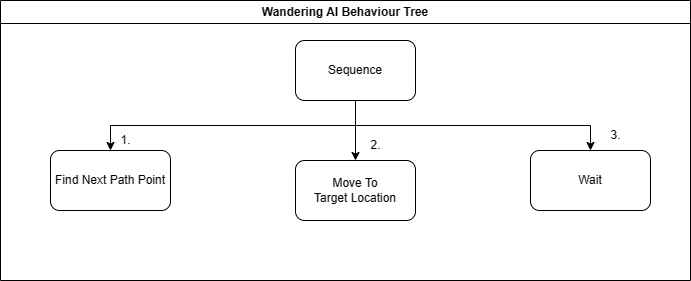 Wandering AI Behaviour Tree
Sequence
1.
2.
3.
Find Next Path Point
Move To
Target Location
Wait